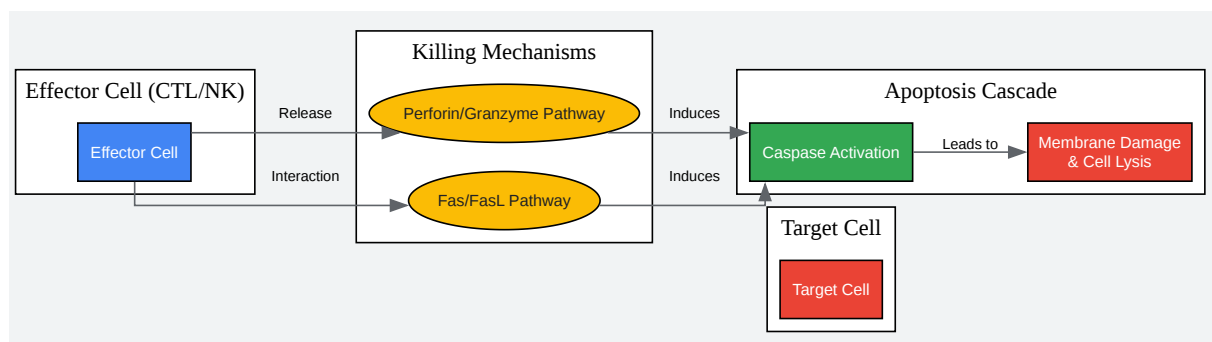 Killing Mechanisms
Effector Cell (CTL/NK)
Apoptosis Cascade
Release
Perforin/Granzyme Pathway
Induces
Effector Cell
Caspase Activation
Leads to
Membrane Damage
& Cell Lysis
Interaction
Fas/FasL Pathway
Induces
Target Cell
Target Cell